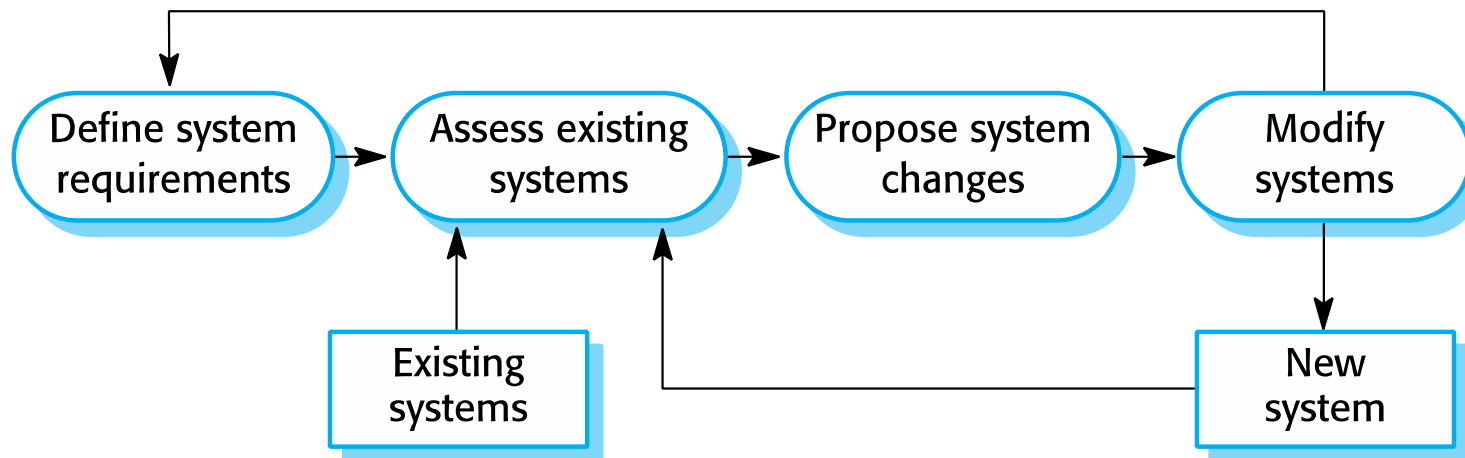 Define system
requirements
Assess existing
systems
Propose system
changes
Modify
systems
Existing
systems
New
system